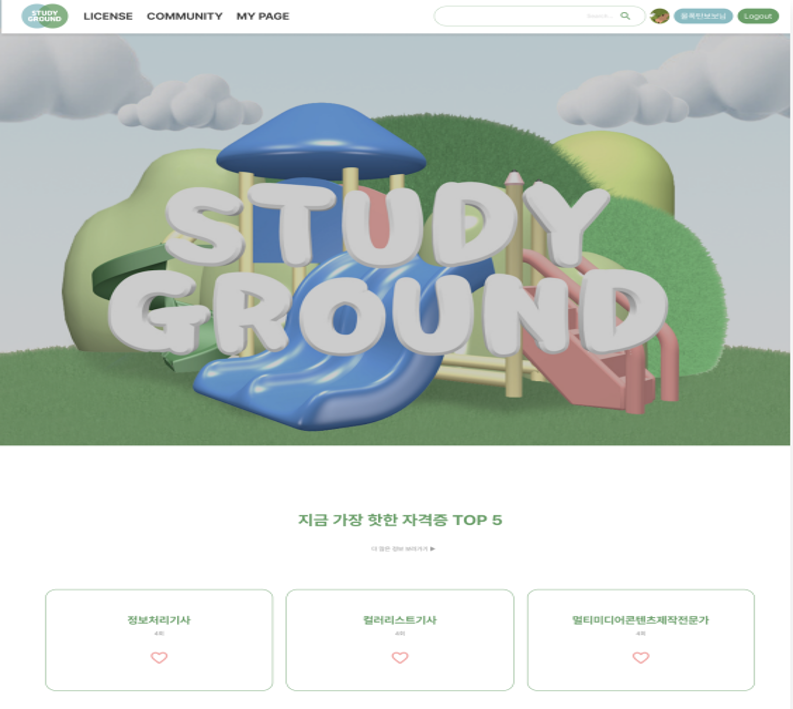 STUDY
GROUND
LICENSE COMMUNITY MY PAGE
Search...
Logout
STUDY
GROUND
지금 가장 핫한 자격증 TOP 5
다 많은 정보 보러가기 ▶
정보처리기사
4회
컬러리스트기사
4회
멀티미디어콘텐츠제작전문가
4회